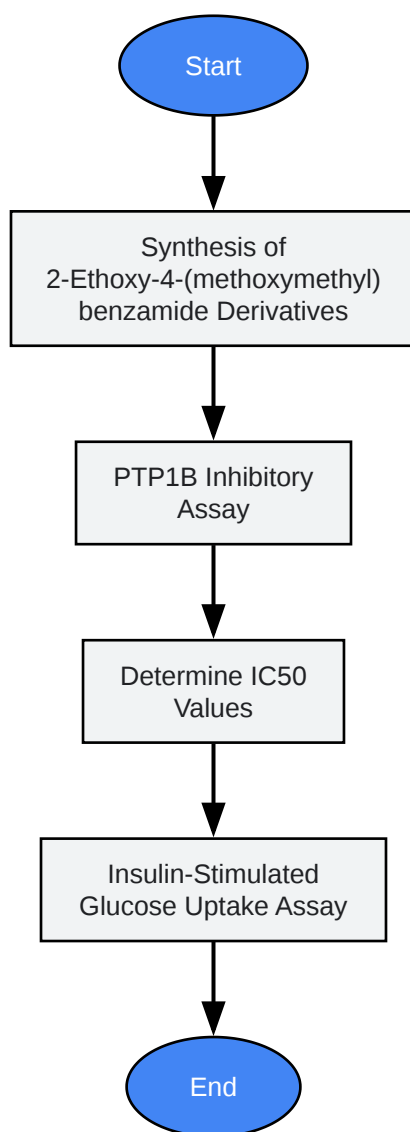 Start
Synthesis of
2-Ethoxy-4-(methoxymethyl)
benzamide Derivatives
PTP1B Inhibitory
Assay
Determine IC50
Values
Insulin-Stimulated
Glucose Uptake Assay
End